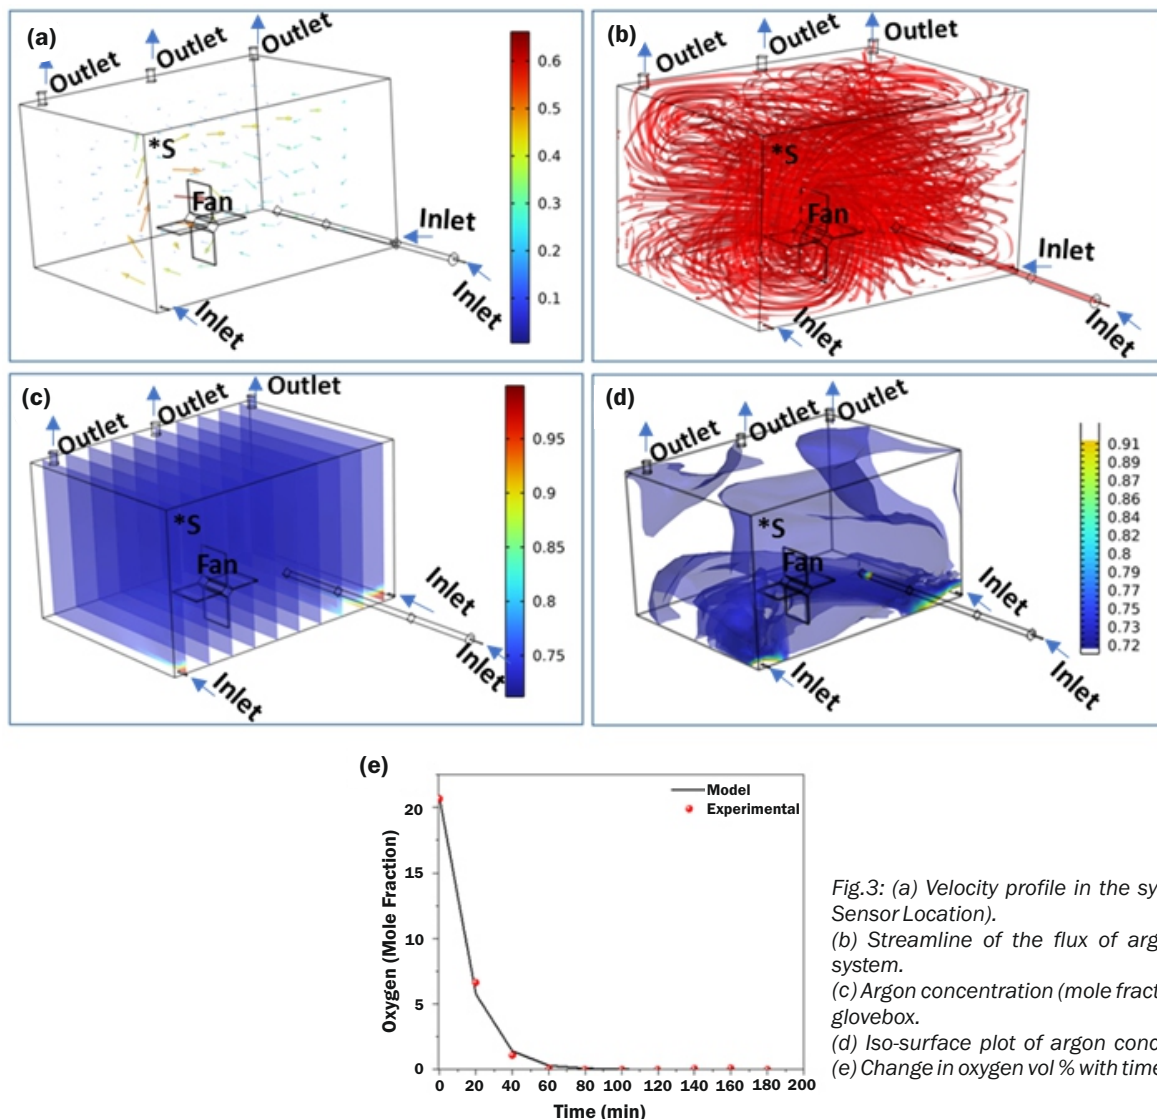 (a)
Outlet
Outlet
Outlet
*S
Fan
Inlet
Inlet
Inlet
0.6
0.5
0.4
0.3
0.2
0.1
(b)
Outlet
Outlet
Outlet
*S
Fan
Inlet
Inlet
Inlet
(c)
Outlet
Outlet
Outlet
*S
Fan
Inlet
Inlet
Inlet
0.95
0.9
0.85
0.8
0.75
(d)
Outlet
Outlet
Outlet
*S
Fan
Inlet
Inlet
Inlet
0.91
0.89
0.87
0.86
0.84
0.82
0.8
0.79
0.77
0.75
0.73
0.72
(e)
Oxygen (Mole Fraction)
20
15
10
5
0
Model
Experimental
0 20 40 60 80 100 120 140 160 180 200
Time (min)
Fig.3: (a) Velocity profile in the sy
Sensor Location).
(b) Streamline of the flux of arg
system.
(c) Argon concentration (mole fract
glovebox.
(d) Iso-surface plot of argon conc
(e) Change in oxygen vol % with time